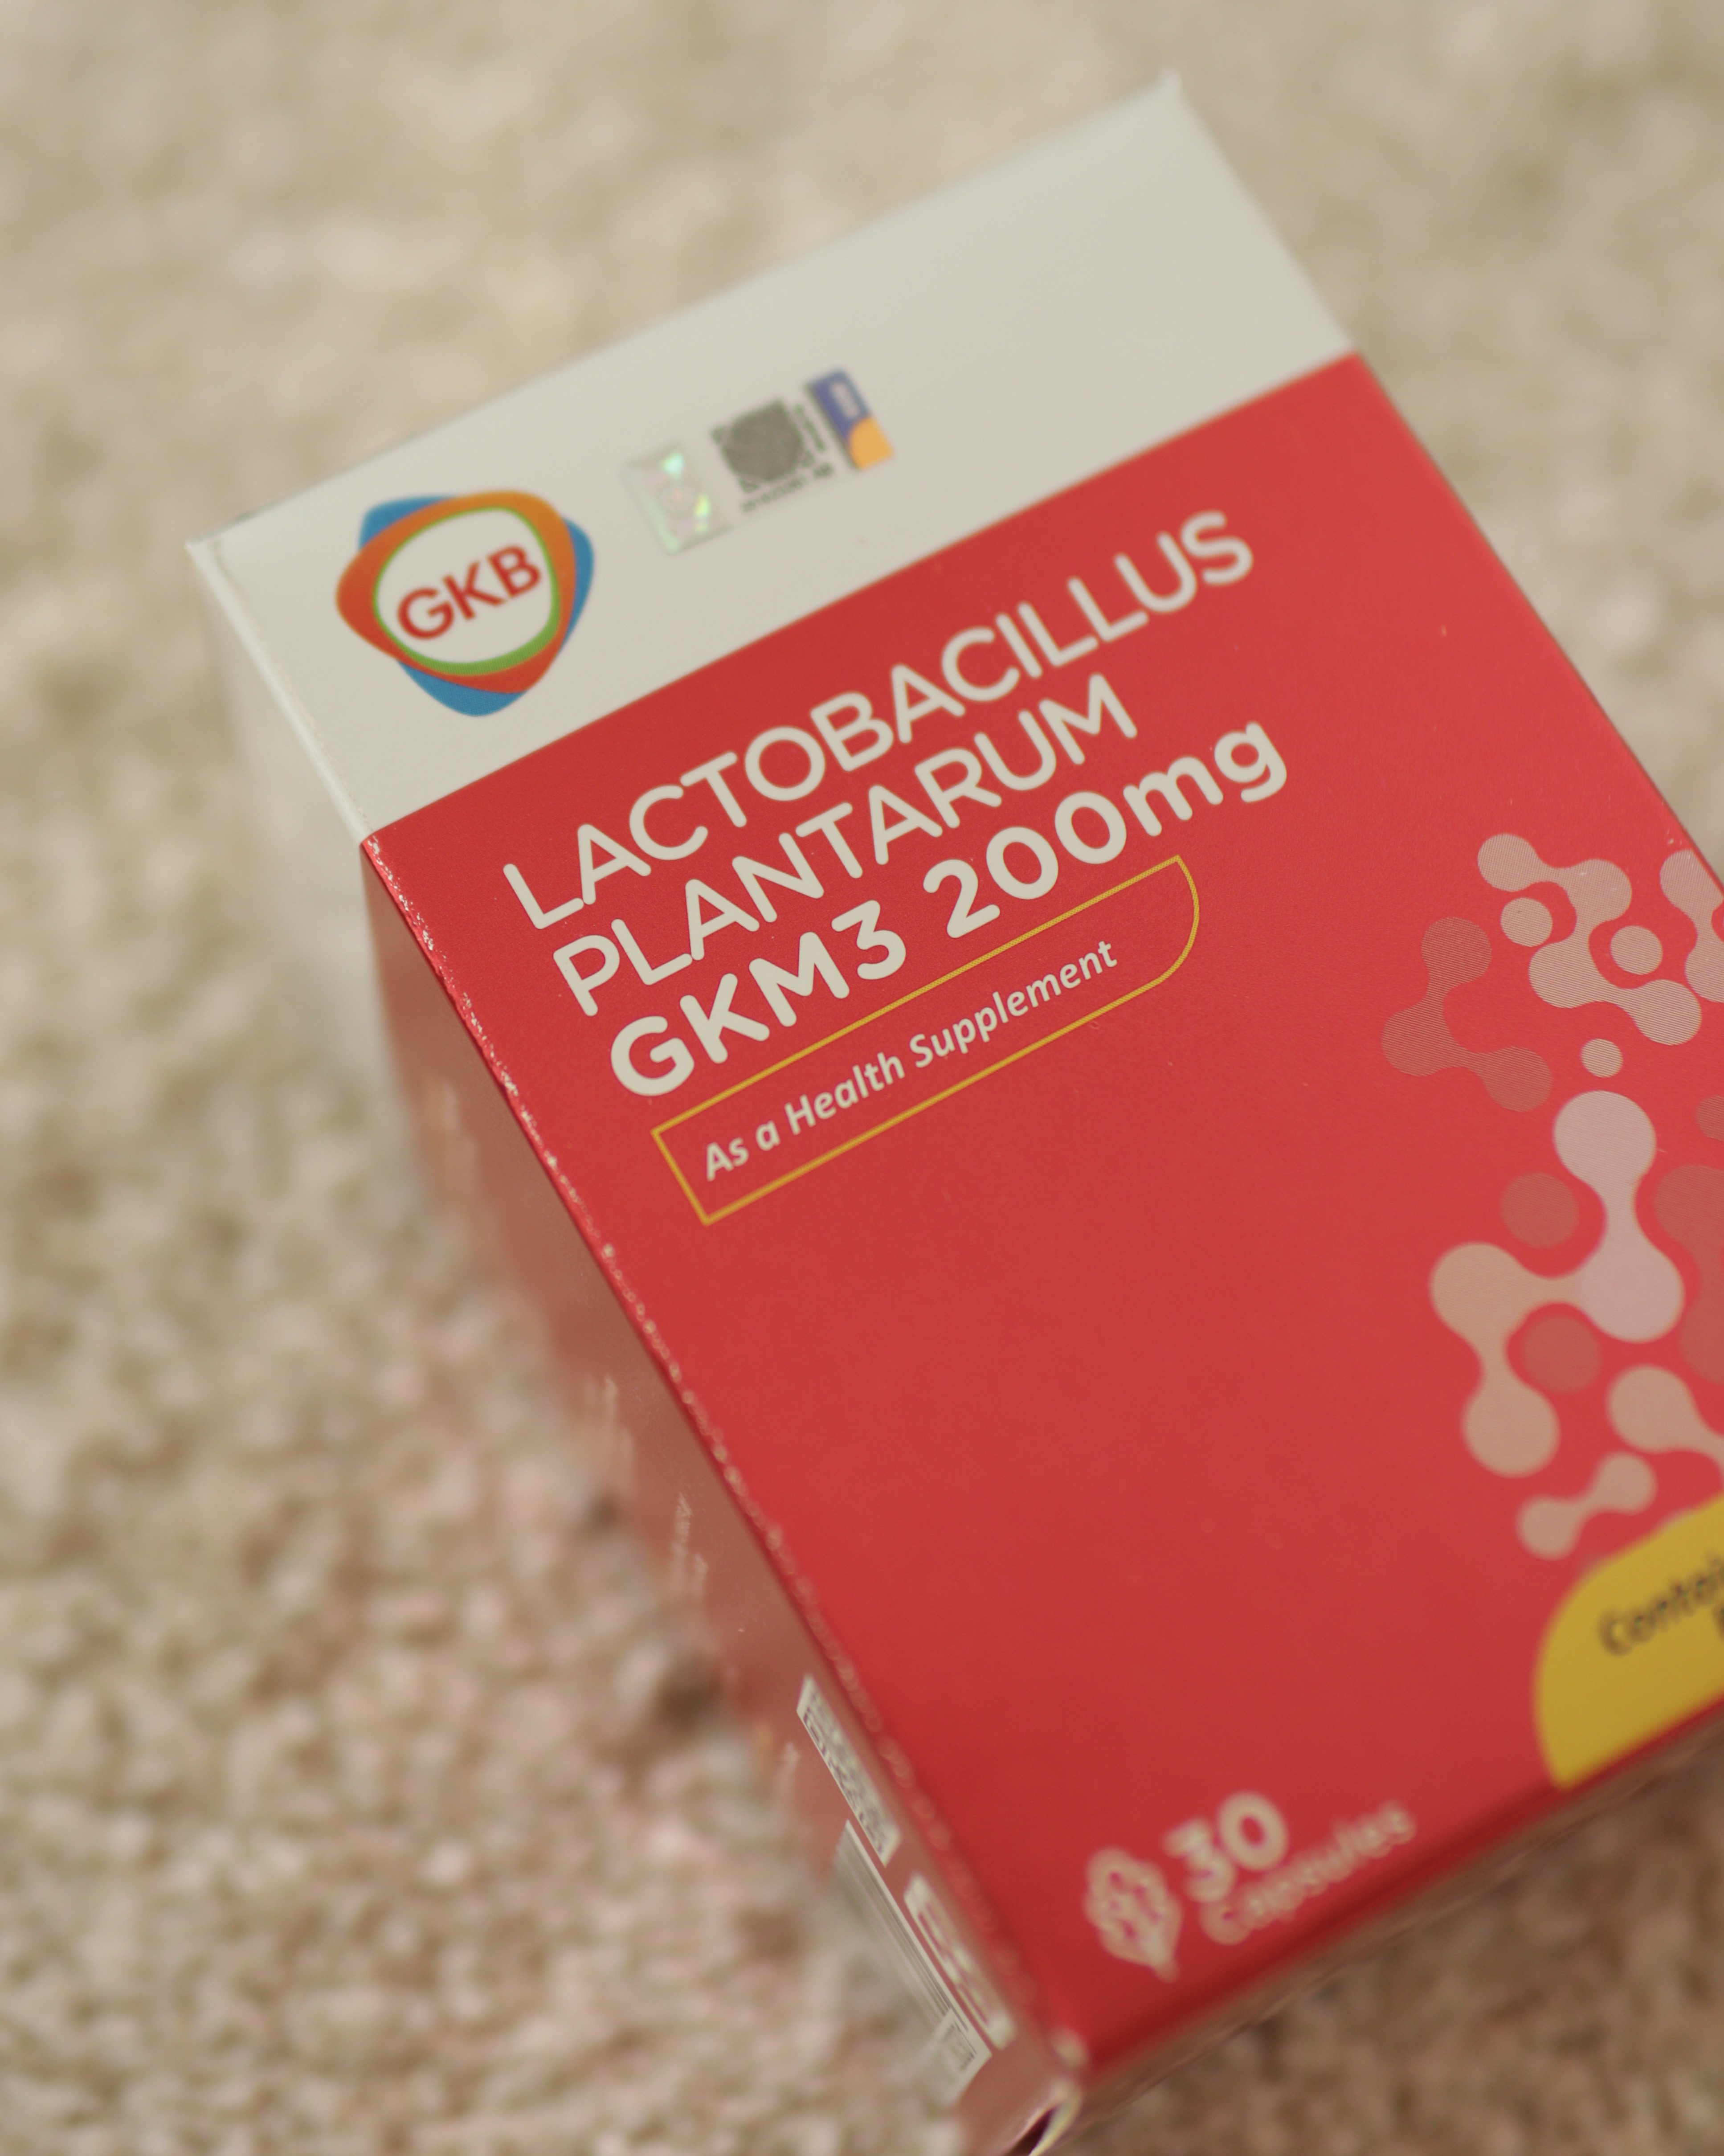 GKB
LACTOBACILLUS
PLANTARUM
GKM3 200mg
As a Health Supplement
30
Capsules